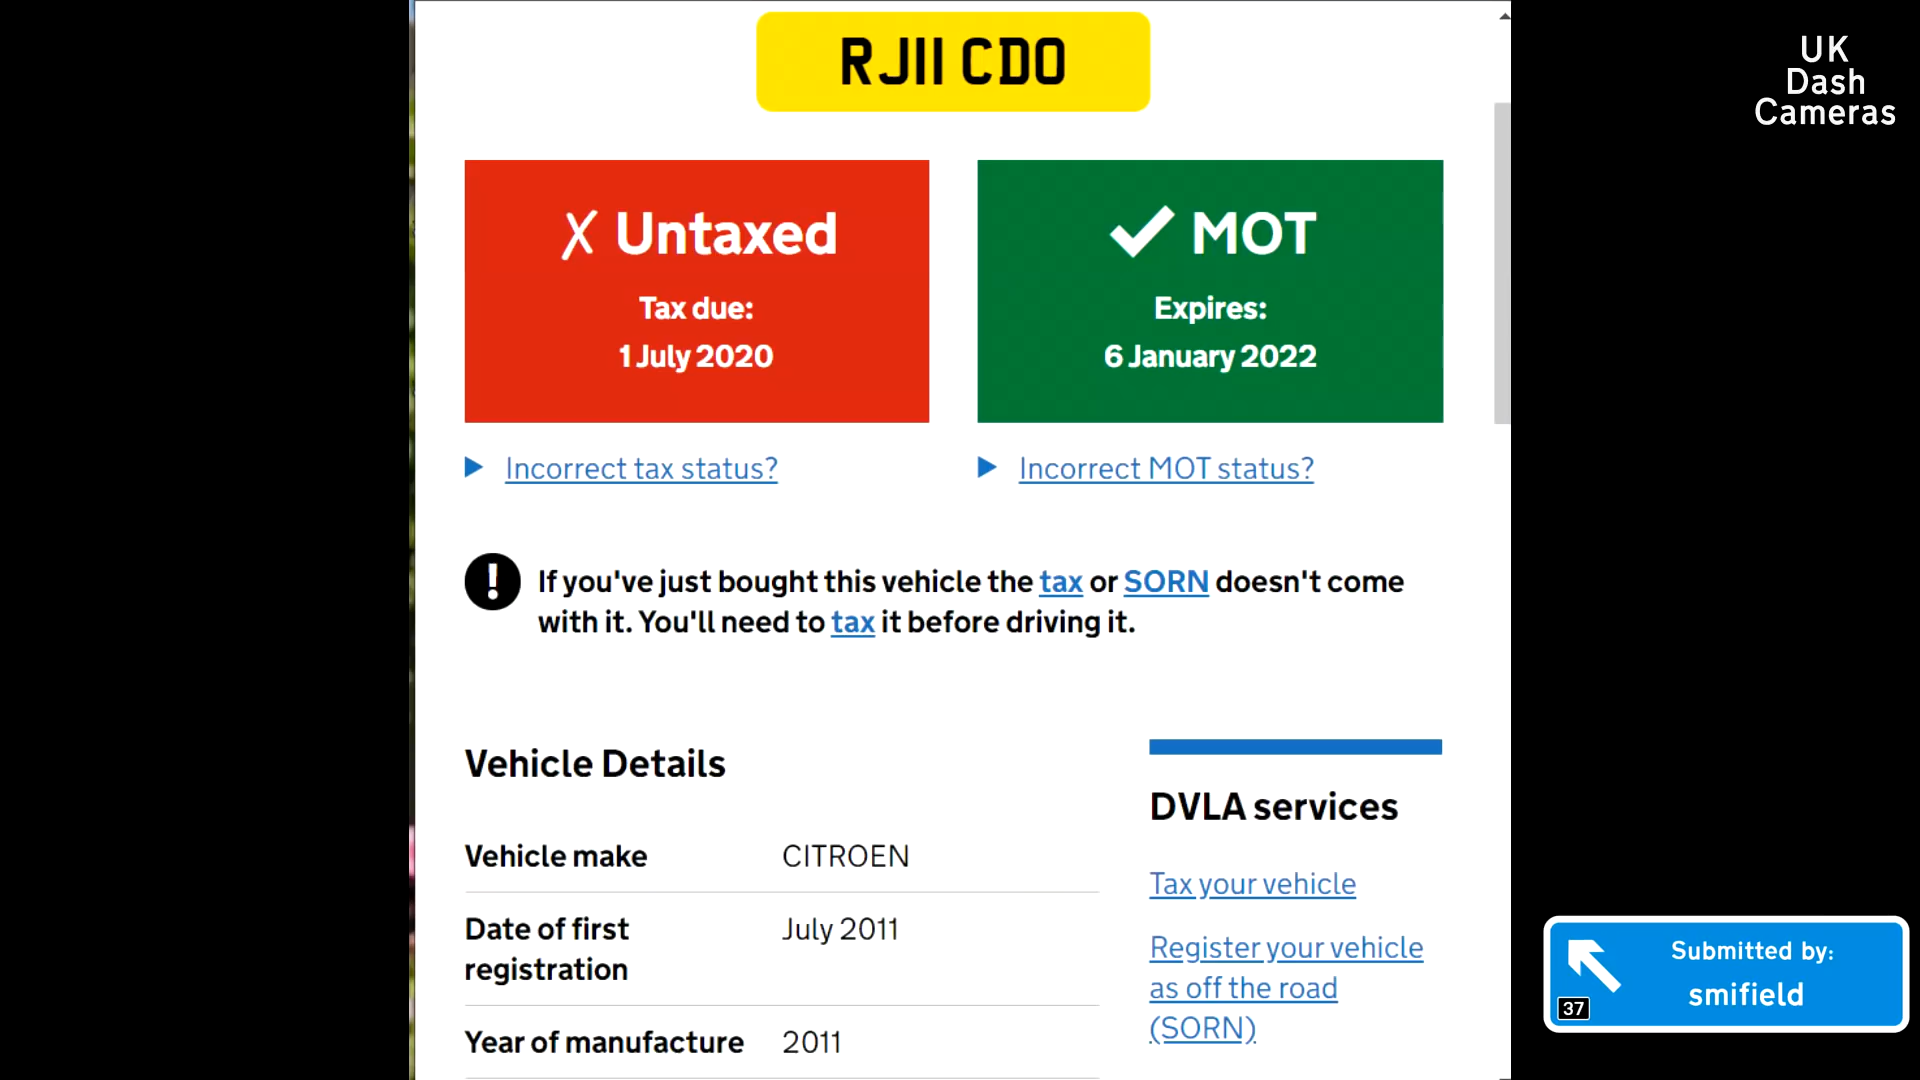 RJ11 CDO
UK
Dash
Cameras
✗ Untaxed
Tax due:
1 July 2020
✓ MOT
Expires:
6 January 2022
Incorrect tax status?
Incorrect MOT status?
If you've just bought this vehicle the tax or SORN doesn't come
with it. You'll need to tax it before driving it.
Vehicle Details
Vehicle make CITROEN
Date of first July 2011
registration
Year of manufacture 2011
DVLA services
Tax your vehicle
Register your vehicle
as off the road
(SORN)
Submitted by:
smifield
37